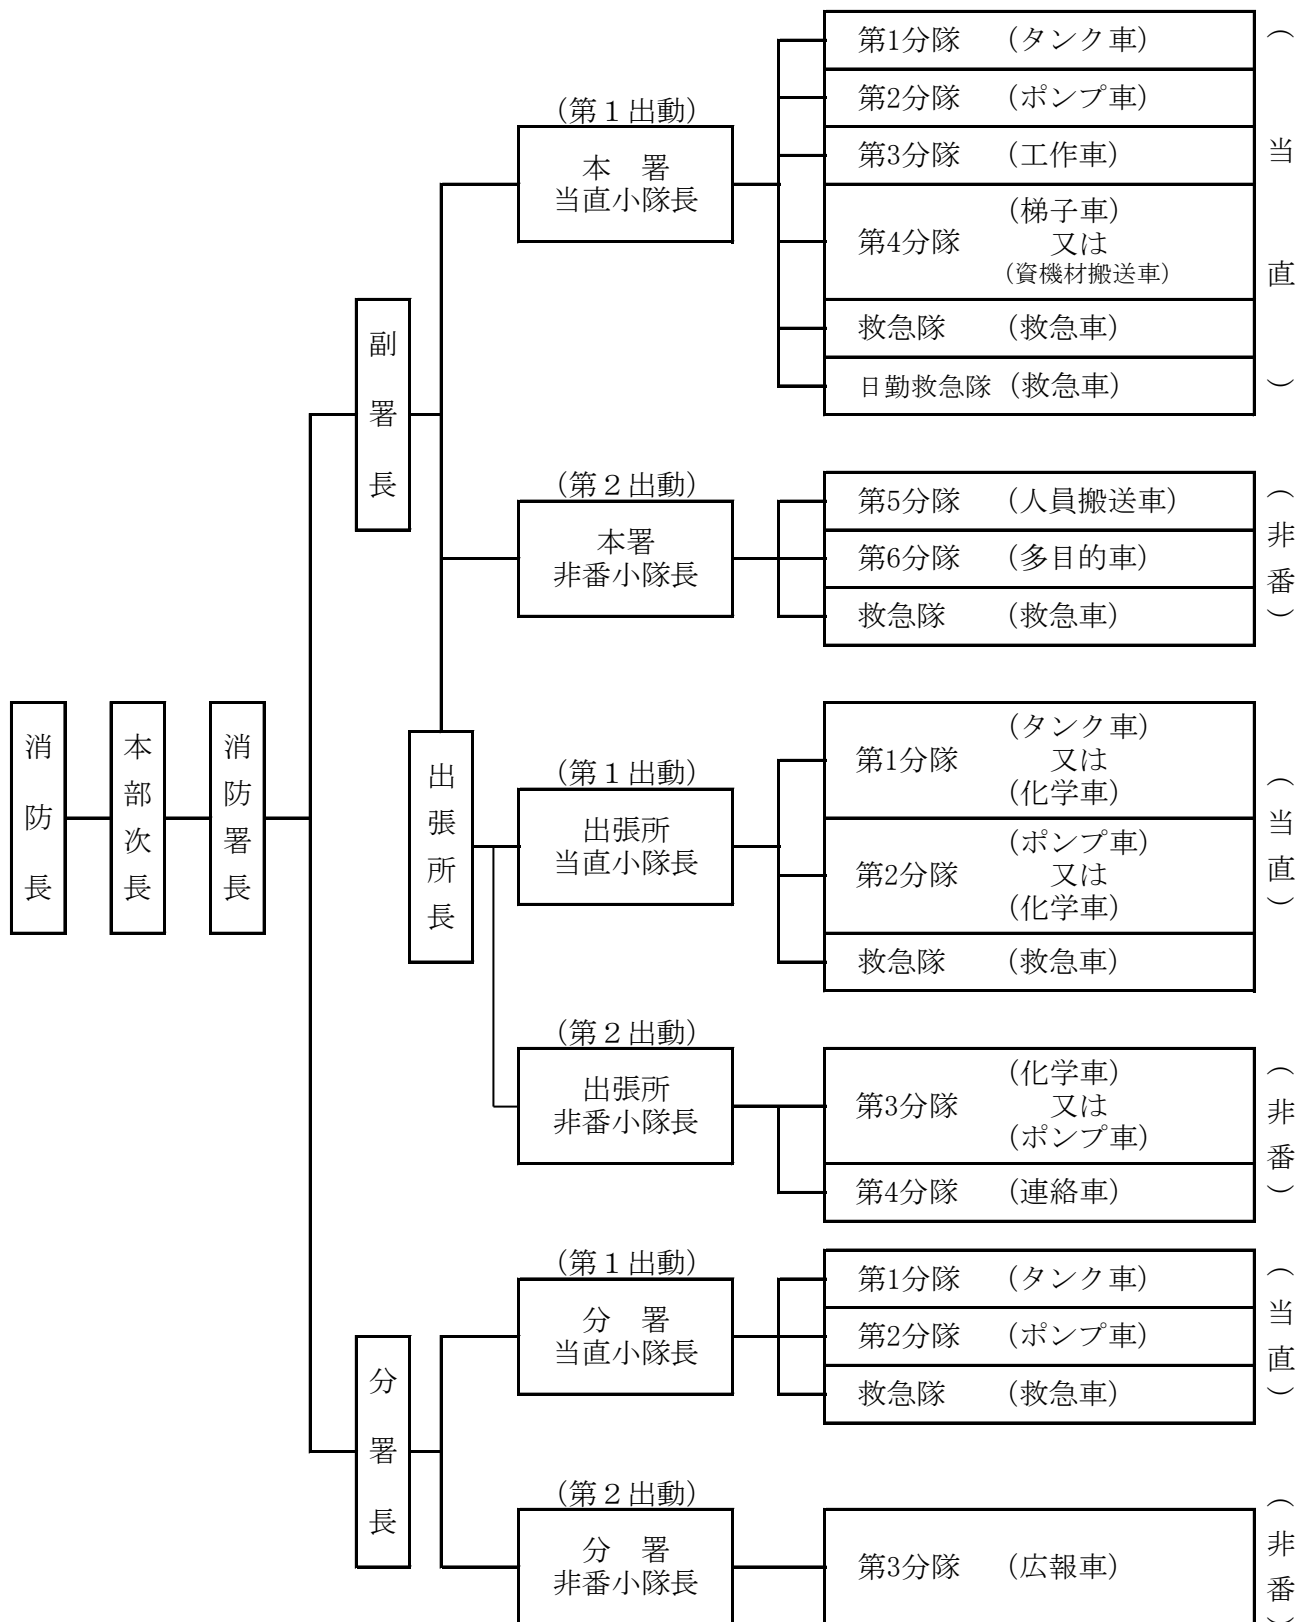 消防長
本部次長
消防署長
副署長
(第１出動)
本　署
当直小隊長
第1分隊　(タンク車)
第2分隊　(ポンプ車)
第3分隊　(工作車)
第4分隊　(梯子車)
又は
(資機材搬送車)
救急隊　(救急車)
日勤救急隊 (救急車)
(当直)
(第２出動)
本署
非番小隊長
第5分隊　(人員搬送車)
第6分隊　(多目的車)
救急隊　(救急車)
(非番)
出張所長
(第１出動)
出張所
当直小隊長
第1分隊　(タンク車)
又は
(化学車)
第2分隊　(ポンプ車)
又は
(化学車)
救急隊　(救急車)
(当直)
(第２出動)
出張所
非番小隊長
第3分隊　(化学車)
又は
(ポンプ車)
第4分隊　(連絡車)
(非番)
分署長
(第１出動)
分　署
当直小隊長
第1分隊　(タンク車)
第2分隊　(ポンプ車)
救急隊　(救急車)
(当直)
(第２出動)
分　署
非番小隊長
第3分隊　(広報車)
(非番)